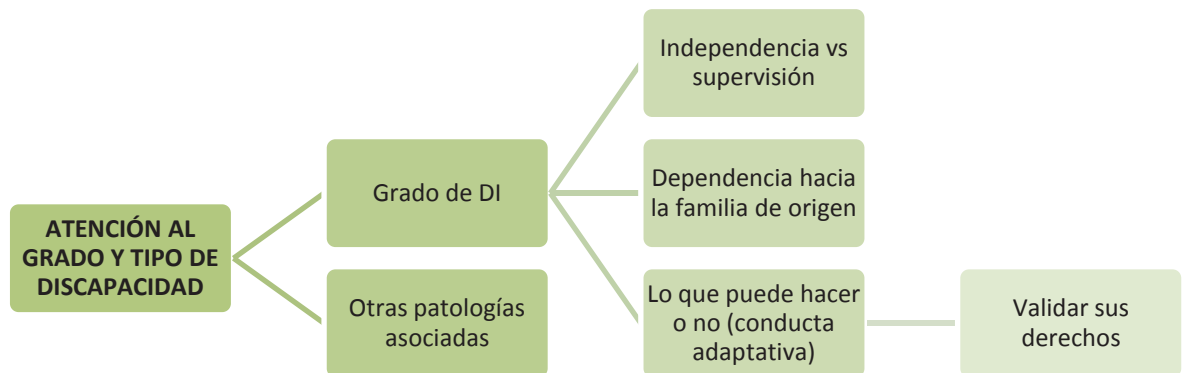 ATENCIÓN AL
GRADO Y TIPO DE
DISCAPACIDAD
Grado de DI
Otras patologías
asociadas
Independencia vs
supervisión
Dependencia hacia
la familia de origen
Lo que puede hacer
o no (conducta
adaptativa)
Validar sus
derechos